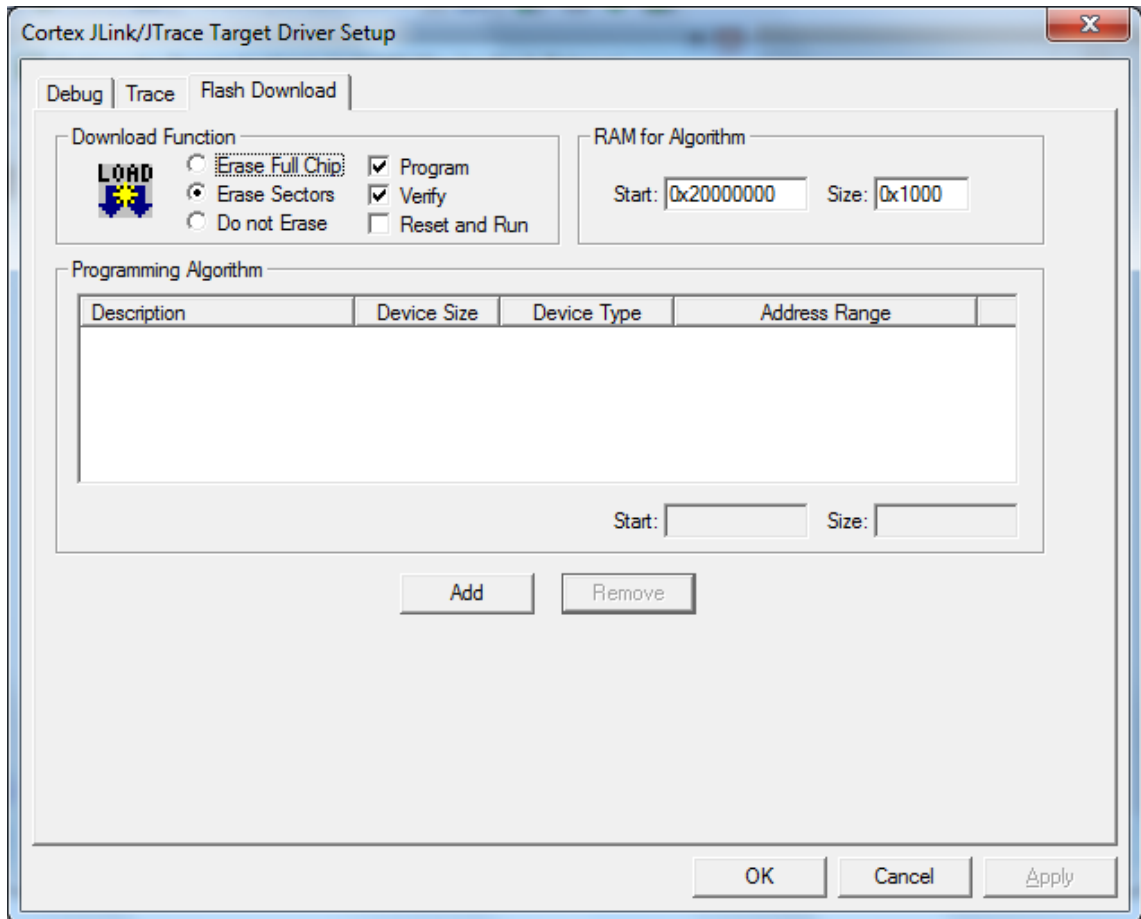 Cortex JLink/JTrace Target Driver Setup
Debug Trace Flash Download
Download Function
LOAD
Erase Full Chip
Erase Sectors
Do not Erase
Program
Verify
Reset and Run
RAM for Algorithm
Start: 0x20000000 Size: 0x1000
Programming Algorithm
Description Device Size Device Type Address Range
Start: Size:
Add Remove
OK Cancel Apply